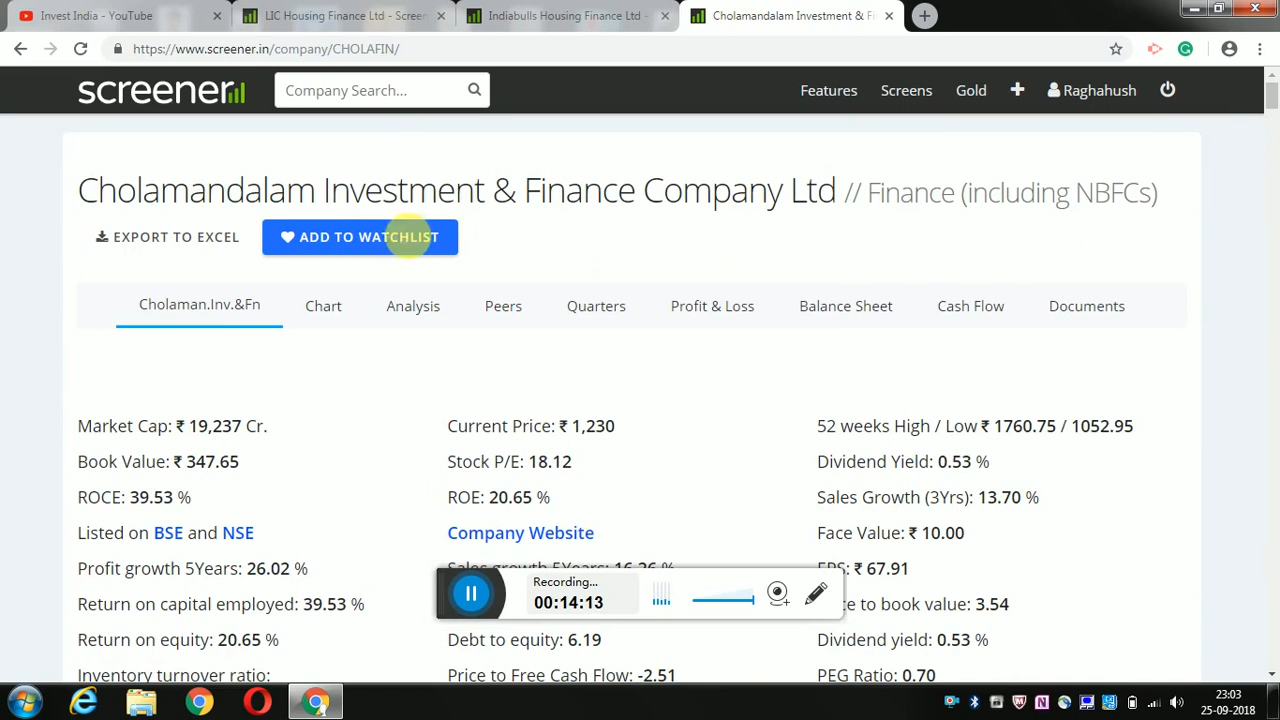 Invest India - YouTube
LIC Housing Finance Ltd - Screen
Indiabulls Housing Finance Ltd -
Cholamandalam Investment & Fi
https://www.screener.in/company/CHOLAFIN/
screener
Company Search...
Features
Screens
Gold
Raghahush
Cholamandalam Investment & Finance Company Ltd // Finance (including NBFCs)
EXPORT TO EXCEL
ADD TO WATCHLIST
Cholaman.Inv.&Fn
Chart
Analysis
Peers
Quarters
Profit & Loss
Balance Sheet
Cash Flow
Documents
Market Cap: ₹ 19,237 Cr.
Current Price: ₹ 1,230
52 weeks High / Low ₹ 1760.75 / 1052.95
Book Value: ₹ 347.65
Stock P/E: 18.12
Dividend Yield: 0.53 %
ROCE: 39.53 %
ROE: 20.65 %
Sales Growth (3Yrs): 13.70 %
Listed on BSE and NSE
Company Website
Face Value: ₹ 10.00
Profit growth 5Years: 26.02 %
Sales growth 5Years: 16.26 %
EPS: ₹ 67.91
Recording...
00:14:13
Return on capital employed: 39.53 %
to book value: 3.54
Return on equity: 20.65 %
Debt to equity: 6.19
Dividend yield: 0.53 %
Inventory turnover ratio:
Price to Free Cash Flow: -2.51
PEG Ratio: 0.70
23:03
25-09-2018